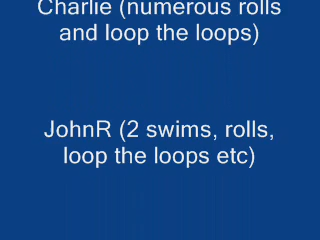 Charlie (numerous rolls
and loop the loops)
JohnR (2 swims, rolls,
loop the loops etc)